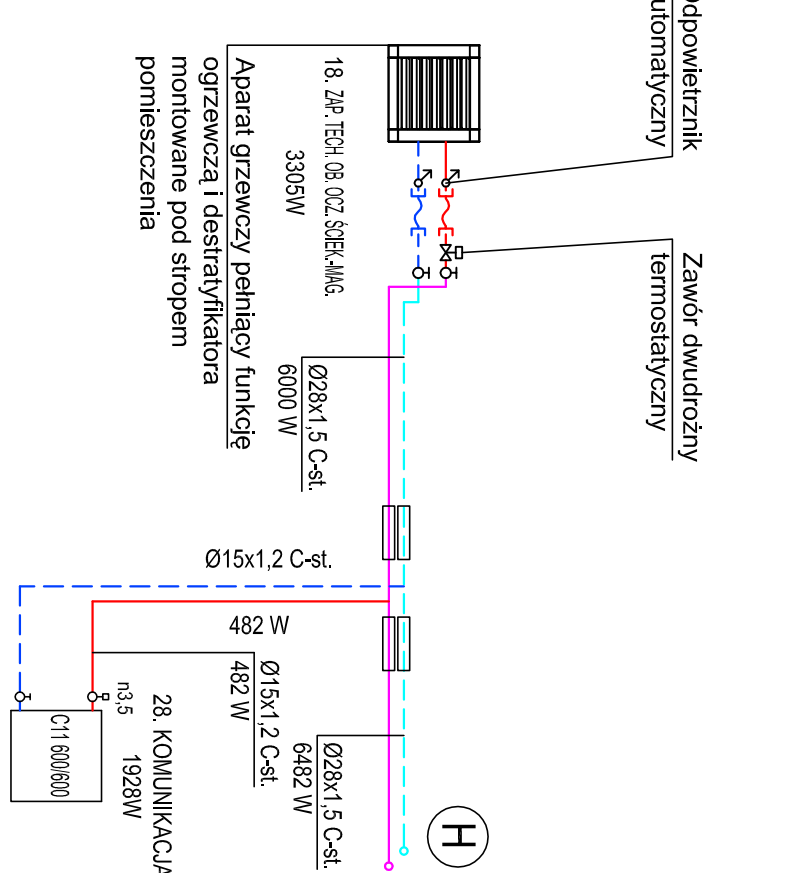 Odpowietrznik
automatyczny
Zawór dwudrożny
termostatyczny
18. ZAP. TECH. OB. OCZ. ŚCIEK.-MAG.
3305W
Aparat grzewczy pełniący funkcję
ogrzewczą i destratyfikatora
montowane pod stropem
pomieszczenia
Ø28x1,5 C-st.
6000 W
Ø15x1,2 C-st.
482 W
Ø15x1,2 C-st.
482 W
Ø28x1,5 C-st.
6482 W
n3,5
28. KOMUNIKACJA
1928W
C11 600/600
H